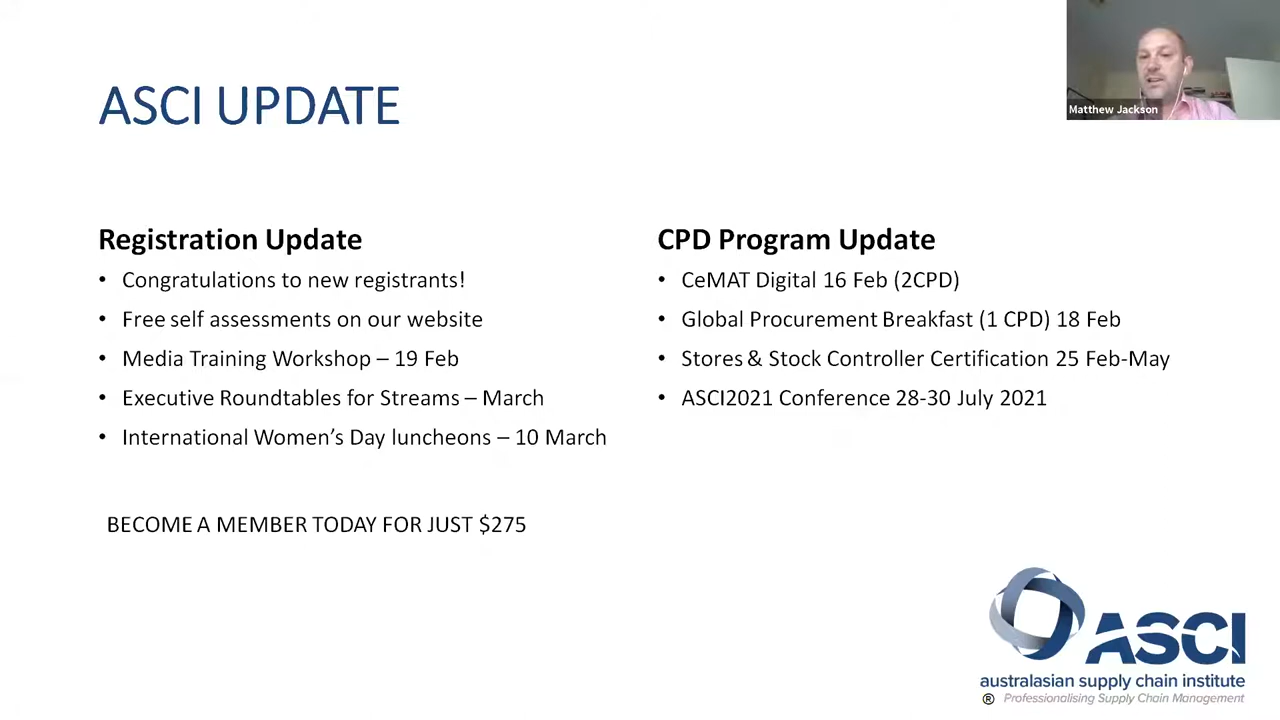 ASCI UPDATE
Matthew Jackson
Registration Update
• Congratulations to new registrants!
• Free self assessments on our website
• Media Training Workshop – 19 Feb
• Executive Roundtables for Streams – March
• International Women’s Day luncheons – 10 March
BECOME A MEMBER TODAY FOR JUST $275
CPD Program Update
• CeMAT Digital 16 Feb (2CPD)
• Global Procurement Breakfast (1 CPD) 18 Feb
• Stores & Stock Controller Certification 25 Feb-May
• ASCI2021 Conference 28-30 July 2021
ASCI
australasian supply chain institute
® Professionalising Supply Chain Management